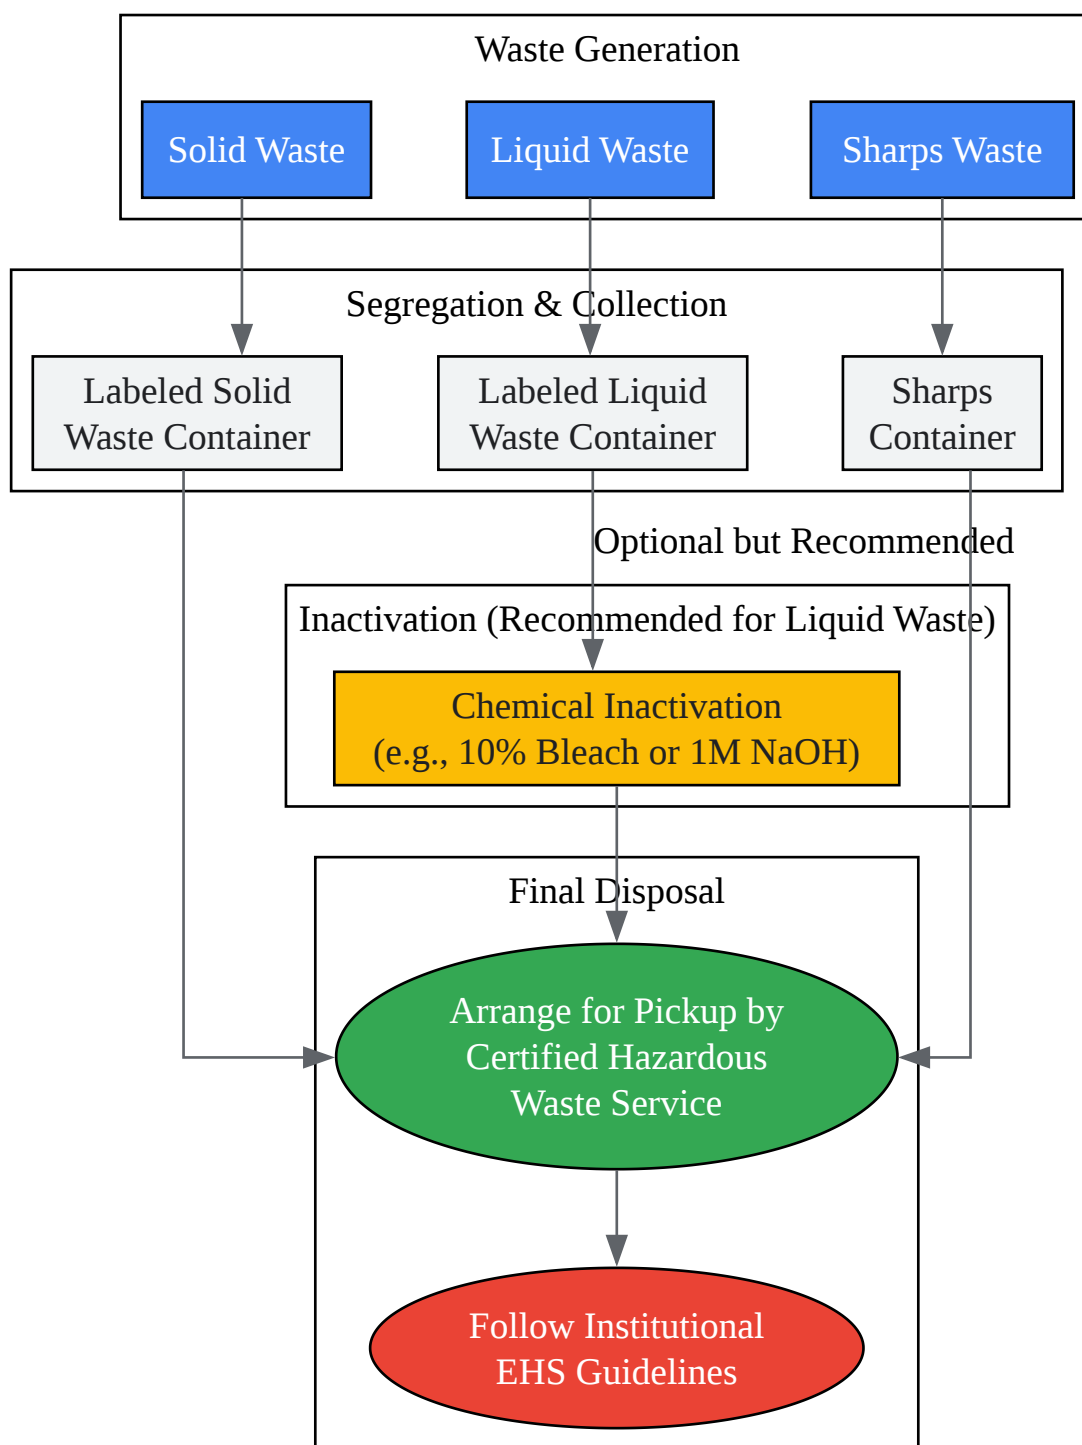 Waste Generation
Solid Waste
Liquid Waste
Sharps Waste
Segregation & Collection
Labeled Solid
Waste Container
Labeled Liquid
Waste Container
Sharps
Container
Optional but Recommended
Inactivation (Recommended for Liquid Waste)
Chemical Inactivation
(e.g., 10% Bleach or 1M NaOH)
Final Disposal
Arrange for Pickup by
Certified Hazardous
Waste Service
Follow Institutional
EHS Guidelines